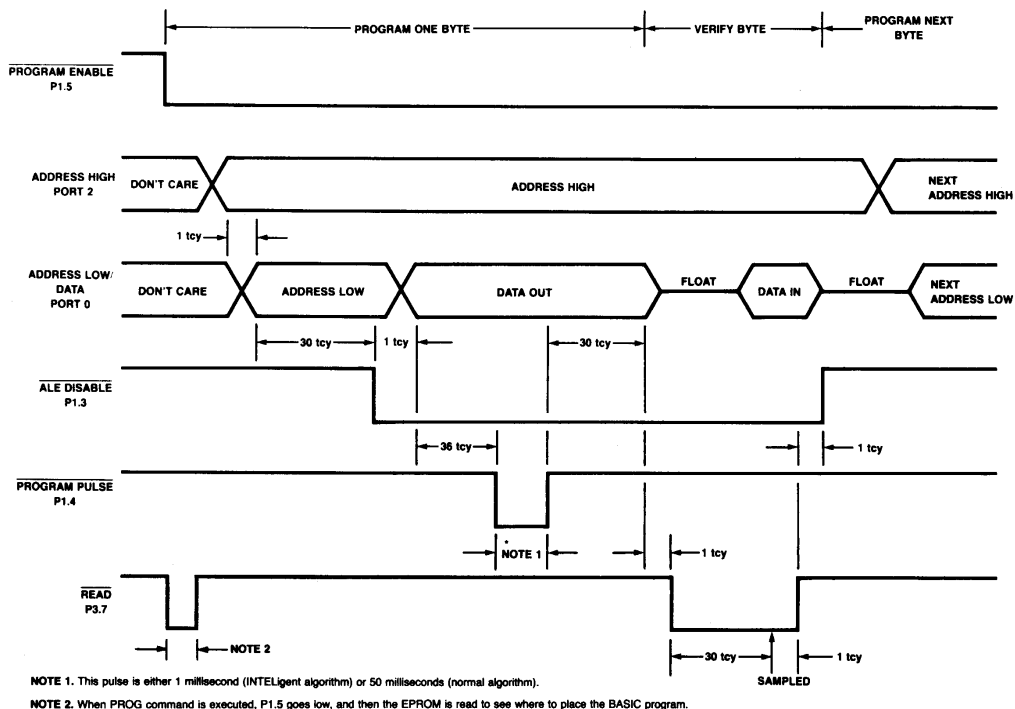 PROGRAM ONE BYTE
VERIFY BYTE
PROGRAM NEXT
BYTE
PROGRAM ENABLE
P1.5
ADDRESS HIGH
PORT 2
DON'T CARE
ADDRESS HIGH
NEXT
ADDRESS HIGH
1 tcy
ADDRESS LOW/
DATA
PORT 0
DON'T CARE
ADDRESS LOW
DATA OUT
FLOAT
DATA IN
FLOAT
NEXT
ADDRESS LOW
30 tcy
1 tcy
30 tcy
ALE DISABLE
P1.3
36 tcy
1 tcy
PROGRAM PULSE
P1.4
*
NOTE 1
1 tcy
READ
P3.7
NOTE 2
30 tcy
1 tcy
SAMPLED
NOTE 1. This pulse is either 1 millisecond (INTELigent algorithm) or 50 milliseconds (normal algorithm).
NOTE 2. When PROG command is executed, P1.5 goes low, and then the EPROM is read to see where to place the BASIC program.